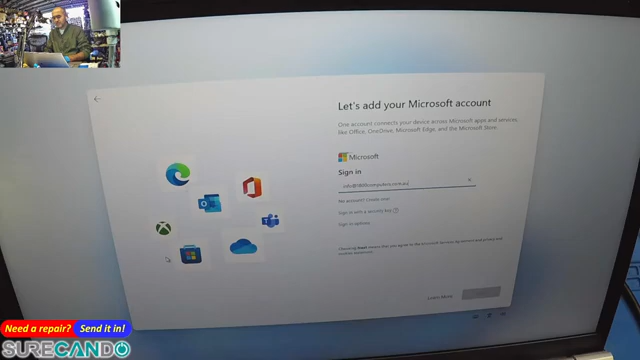 Let's add your Microsoft account
One account connects your device across Microsoft apps and services,
like Office, OneDrive, Microsoft Edge, and the Microsoft Store.
Microsoft
Sign in
No account? Create one!
Sign in with a security key
Sign-in options
Learn More
Need a repair? Send it in!
SURECANDO